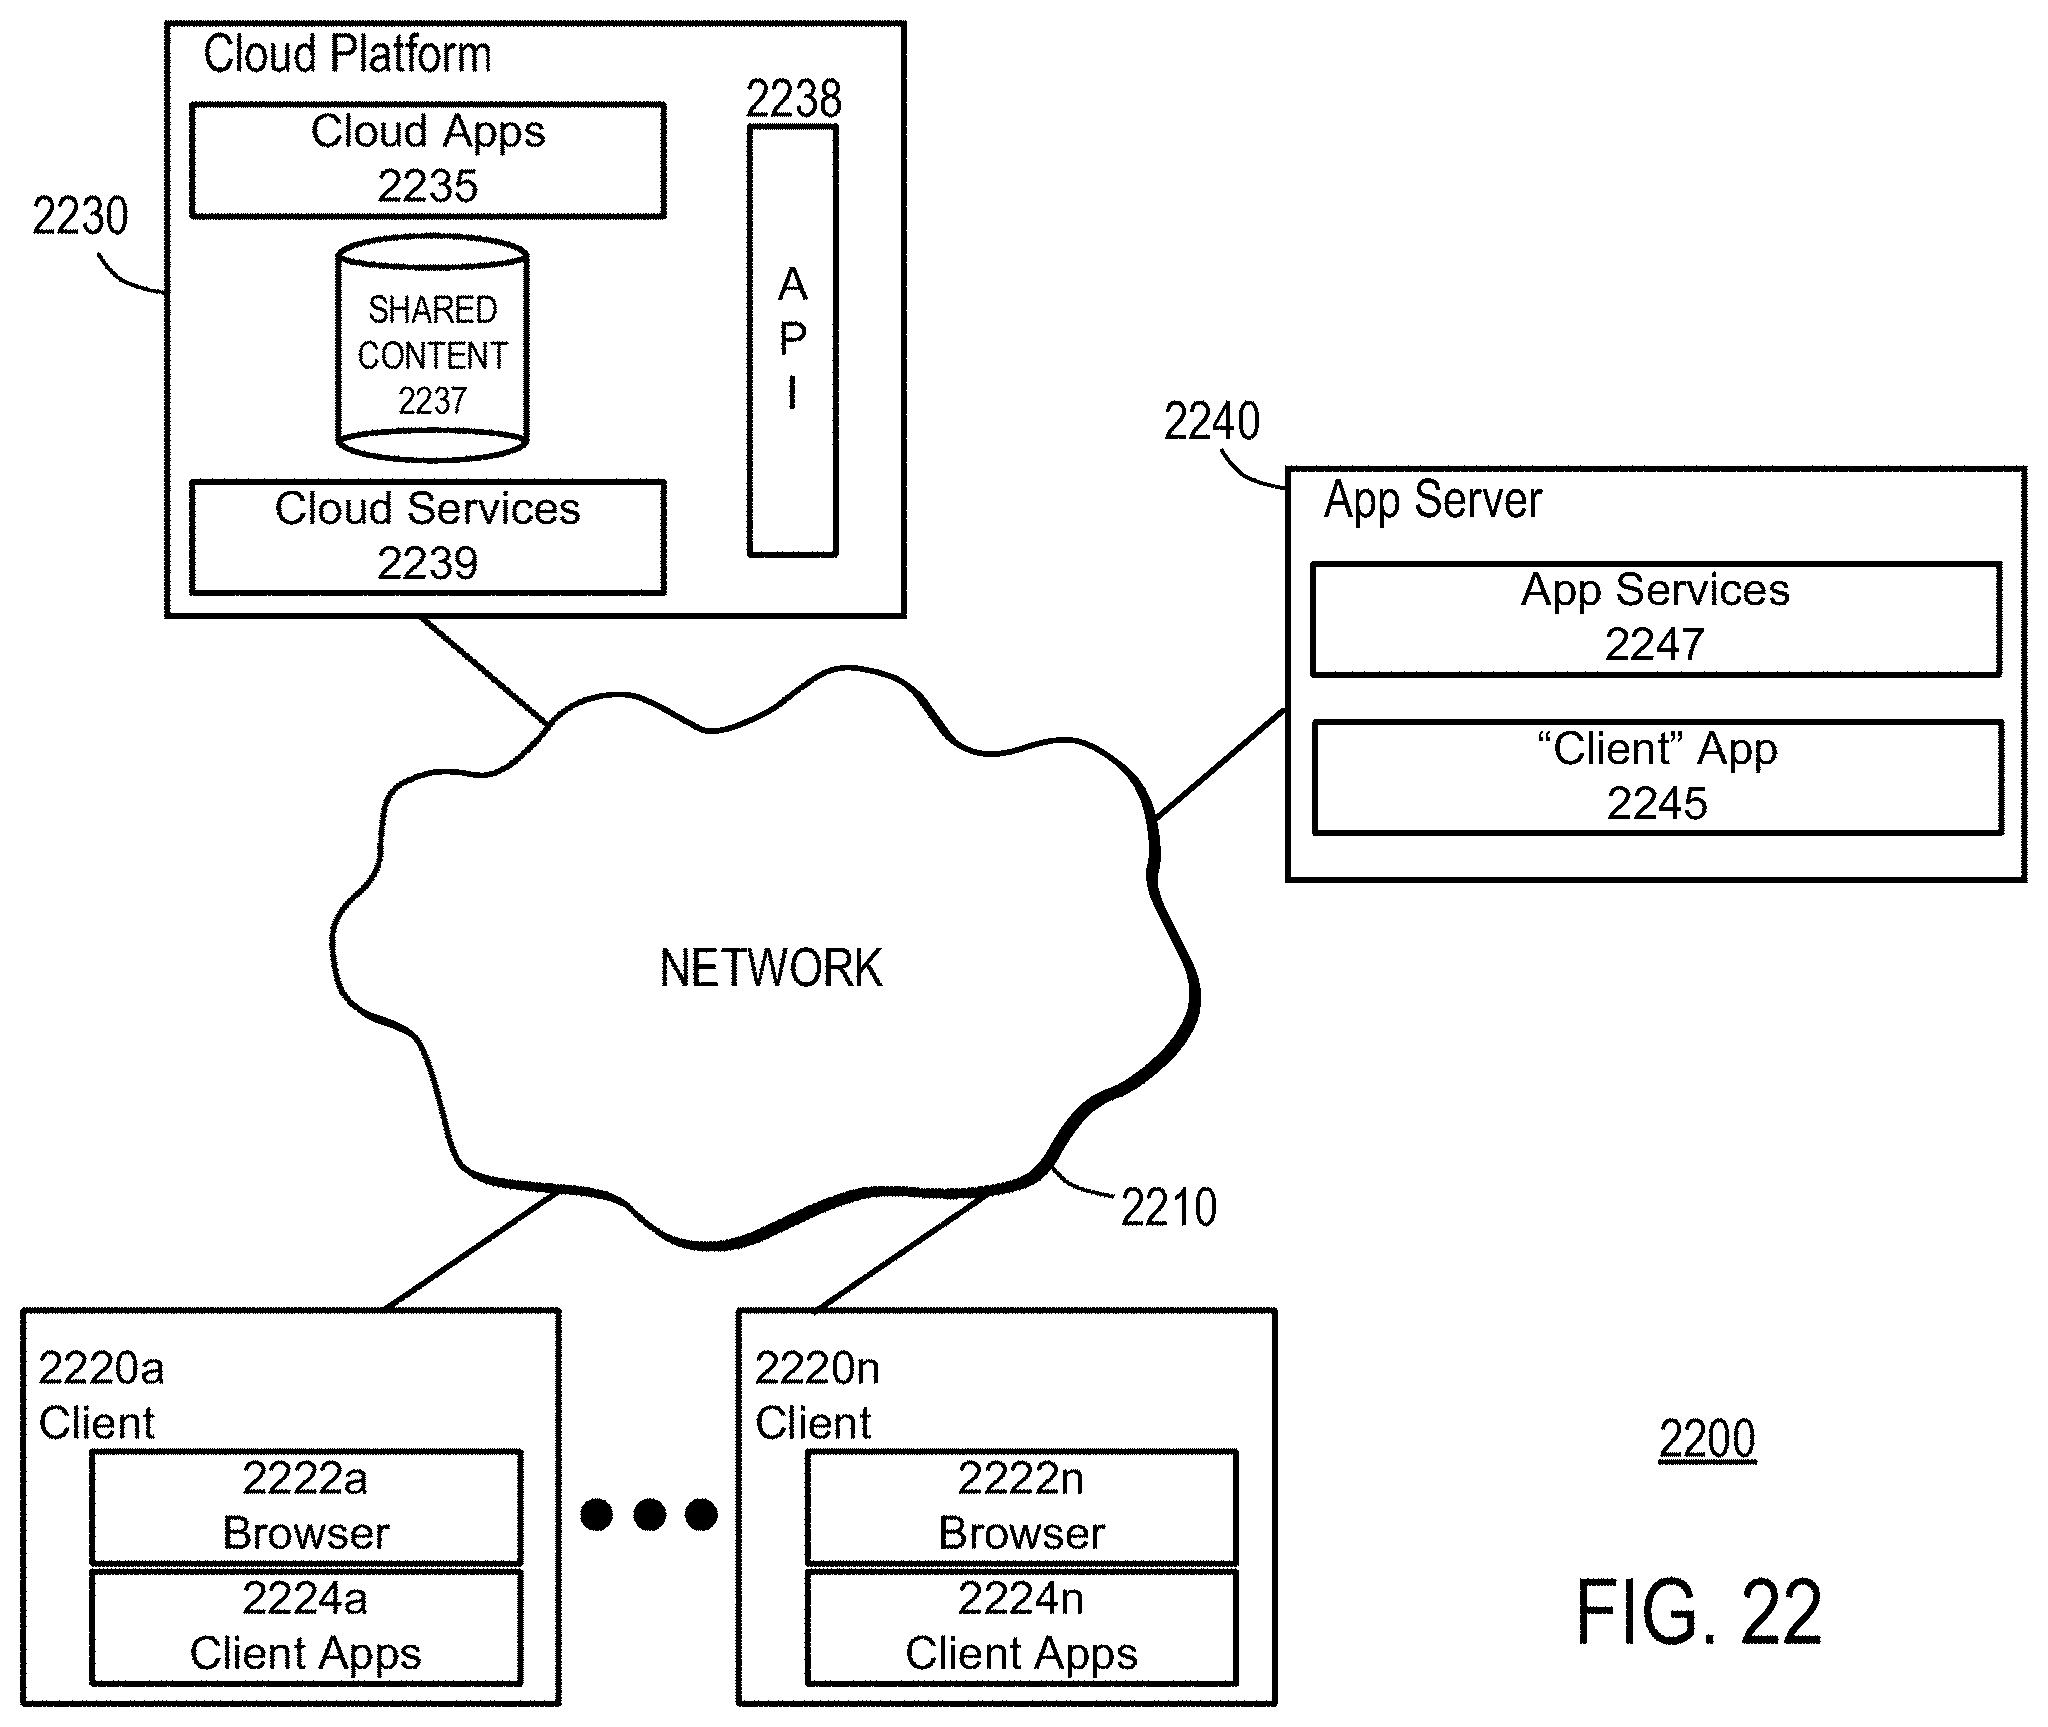 Cloud Platform
2238
Cloud Apps
2235
2230
SHARED
CONTENT
2237
A
P
I
Cloud Services
2239
2240
App Server
App Services
2247
“Client” App
2245
NETWORK
2210
2220a
Client
2222a
Browser
2224a
Client Apps
2220n
Client
2222n
Browser
2224n
Client Apps
2200
FIG. 22